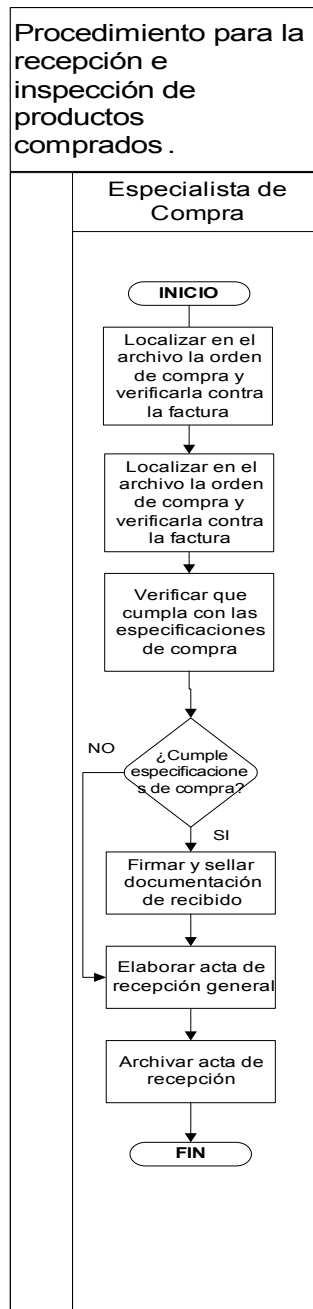 Procedimiento para la
recepción e
inspección de
productos
comprados .
Especialista de
Compra
INICIO
Localizar en el
archivo la orden
de compra y
verificarla contra
la factura
Localizar en el
archivo la orden
de compra y
verificarla contra
la factura
Verificar que
cumpla con las
especificaciones
de compra
NO
¿Cumple
especificacione
s de compra?
SI
Firmar y sellar
documentación
de recibido
Elaborar acta de
recepción general
Archivar acta de
recepción
FIN